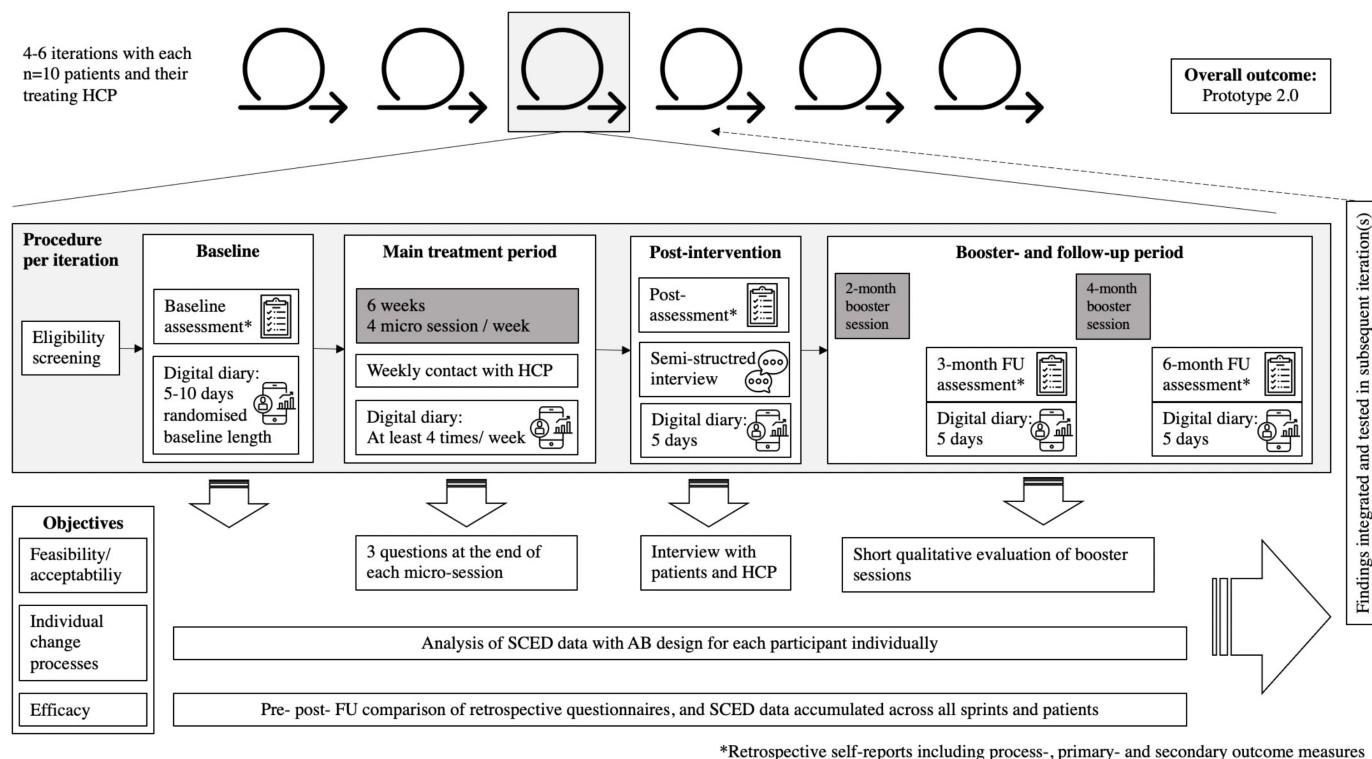 4-6 iterations with each
n=10 patients and their
treating HCP
Overall outcome:
Prototype 2.0
Procedure
per iteration
Eligibility
screening
Baseline
Baseline
assessment*
Digital diary:
5-10 days
randomised
baseline length
Main treatment period
6 weeks
4 micro session / week
Weekly contact with HCP
Digital diary:
At least 4 times/ week
Post-intervention
Post-
assessment*
Semi-structred
interview
Digital diary:
5 days
Booster- and follow-up period
2-month
booster
session
3-month FU
assessment*
Digital diary:
5 days
4-month
booster
session
6-month FU
assessment*
Digital diary:
5 days
Findings integrated and tested in subsequent iteration(s)
Objectives
Feasibility/
acceptabtiliy
3 questions at the end of
each micro-session
Interview with
patients and HCP
Short qualitative evaluation of booster
sessions
Individual
change
processes
Analysis of SCED data with AB design for each participant individually
Efficacy
Pre- post- FU comparison of retrospective questionnaires, and SCED data accumulated across all sprints and patients
*Retrospective self-reports including process-, primary- and secondary outcome measures